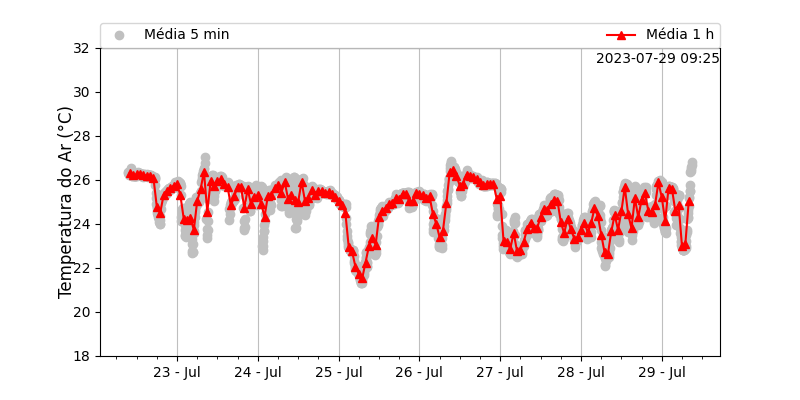 Média 5 min
Média 1 h
2023-07-29 09:25
Temperatura do Ar (°C)
32
30
28
26
24
22
20
18
23 - Jul
24 - Jul
25 - Jul
26 - Jul
27 - Jul
28 - Jul
29 - Jul